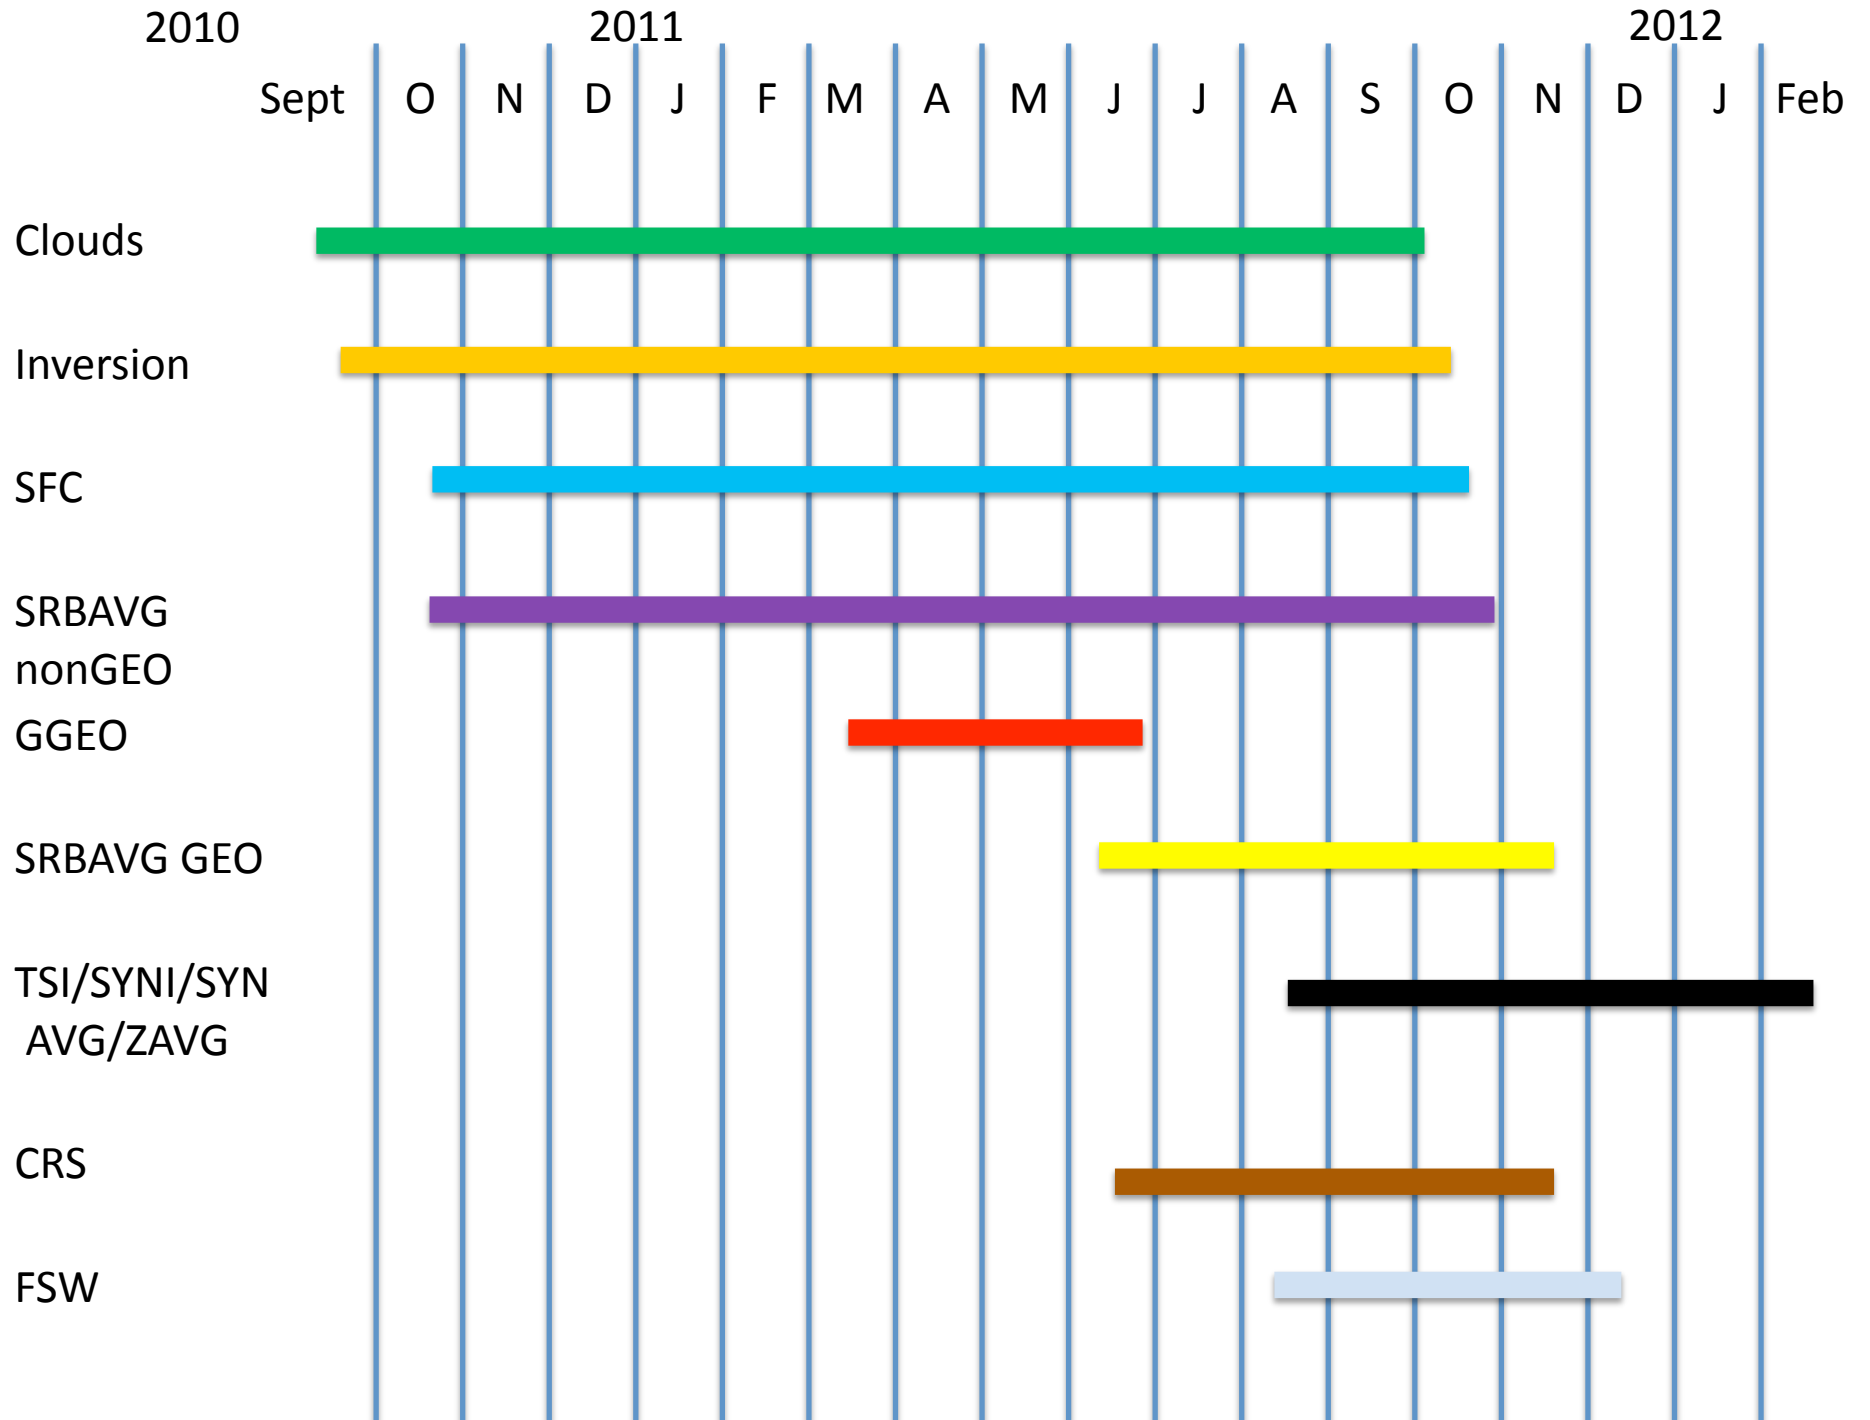 2010 2011 2012
Sept O N D J F M A M J J A S O N D J Feb
Clouds
Inversion
SFC
SRBAVG
nonGEO
GGEO
SRBAVG GEO
TSI/SYNI/SYN
AVG/ZAVG
CRS
FSW